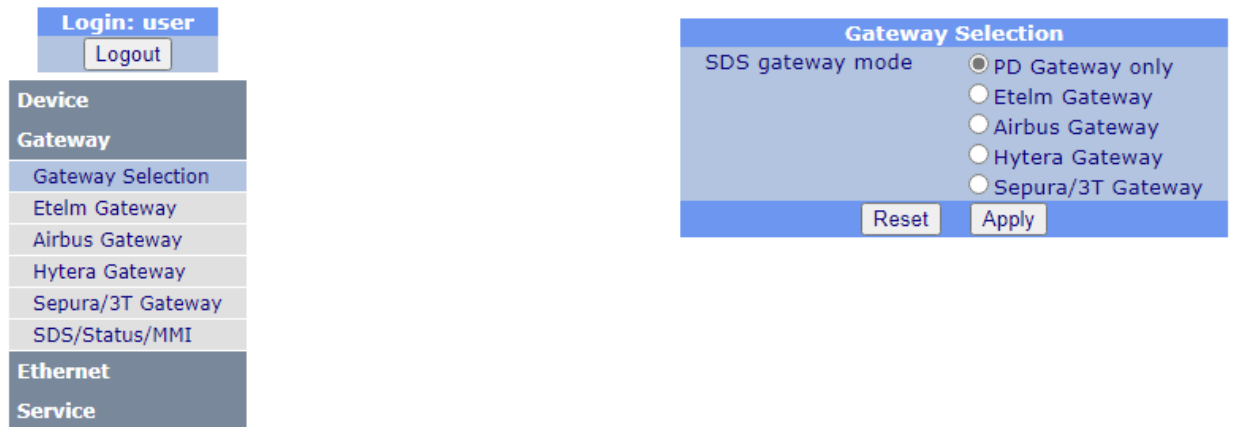 Login: user
Logout
Device
Gateway
Gateway Selection
Etelm Gateway
Airbus Gateway
Hytera Gateway
Sepura/3T Gateway
SDS/Status/MMI
Ethernet
Service
Gateway Selection
SDS gateway mode
PD Gateway only
Etelm Gateway
Airbus Gateway
Hytera Gateway
Sepura/3T Gateway
Reset Apply